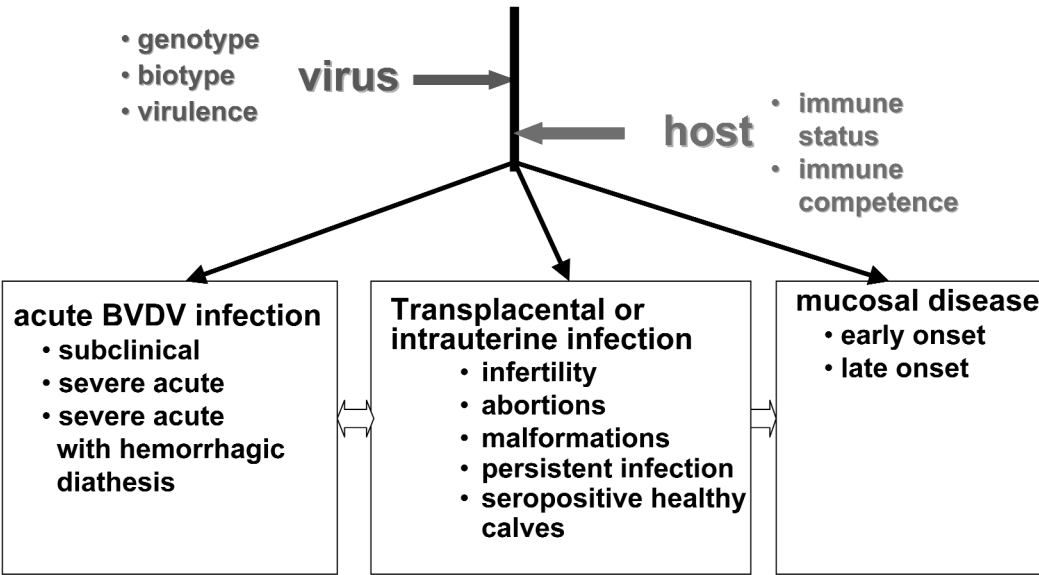 • genotype
• biotype
• virulence
virus
host
• immune
status
• immune
competence
acute BVDV infection
• subclinical
• severe acute
• severe acute
with hemorrhagic
diathesis
Transplacental or
intrauterine infection
• infertility
• abortions
• malformations
• persistent infection
• seropositive healthy
calves
mucosal disease
• early onset
• late onset